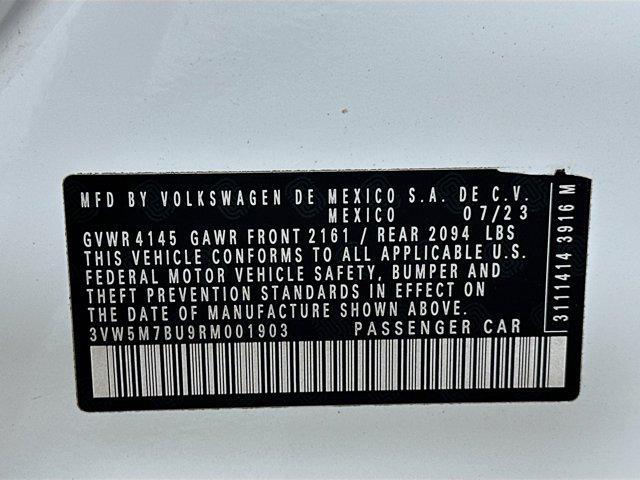 MFD BY VOLKSWAGEN DE MEXICO S.A. DE C.V.
MEXICO 07/23
GVWR 4145 GAWR FRONT 2161 / REAR 2094 LBS
THIS VEHICLE CONFORMS TO ALL APPLICABLE U.S.
FEDERAL MOTOR VEHICLE SAFETY, BUMPER AND
THEFT PREVENTION STANDARDS IN EFFECT ON
THE DATE OF MANUFACTURE SHOWN ABOVE.
3VW5M7BU9RM001903 PASSENGER CAR
3111414 3916 M